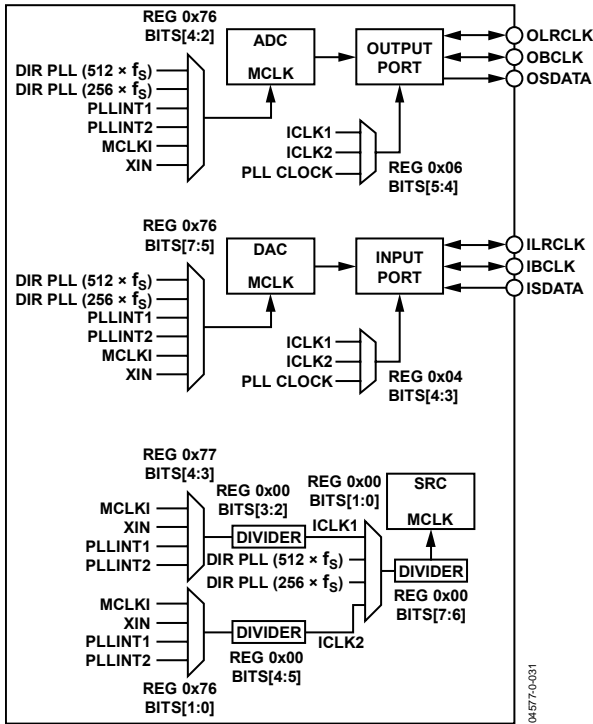 REG 0x76
BITS[4:2]
DIR PLL (512 × fS)
DIR PLL (256 × fS)
PLLINT1
PLLINT2
MCLKI
XIN
ADC
MCLK
OUTPUT
PORT
OLRCLK
OBCLK
OSDATA
ICLK1
ICLK2
PLL CLOCK
REG 0x06
BITS[5:4]
REG 0x76
BITS[7:5]
DIR PLL (512 × fS)
DIR PLL (256 × fS)
PLLINT1
PLLINT2
MCLKI
XIN
DAC
MCLK
INPUT
PORT
ILRCLK
IBCLK
ISDATA
ICLK1
ICLK2
PLL CLOCK
REG 0x04
BITS[4:3]
REG 0x77
BITS[4:3]
MCLKI
XIN
PLLINT1
PLLINT2
REG 0x00
BITS[3:2]
DIVIDER
ICLK1
REG 0x00
BITS[1:0]
DIR PLL (512 × fS)
DIR PLL (256 × fS)
SRC
MCLK
DIVIDER
REG 0x00
BITS[7:6]
MCLKI
XIN
PLLINT1
PLLINT2
REG 0x76
BITS[1:0]
DIVIDER
ICLK2
REG 0x00
BITS[4:5]
04577-0-031